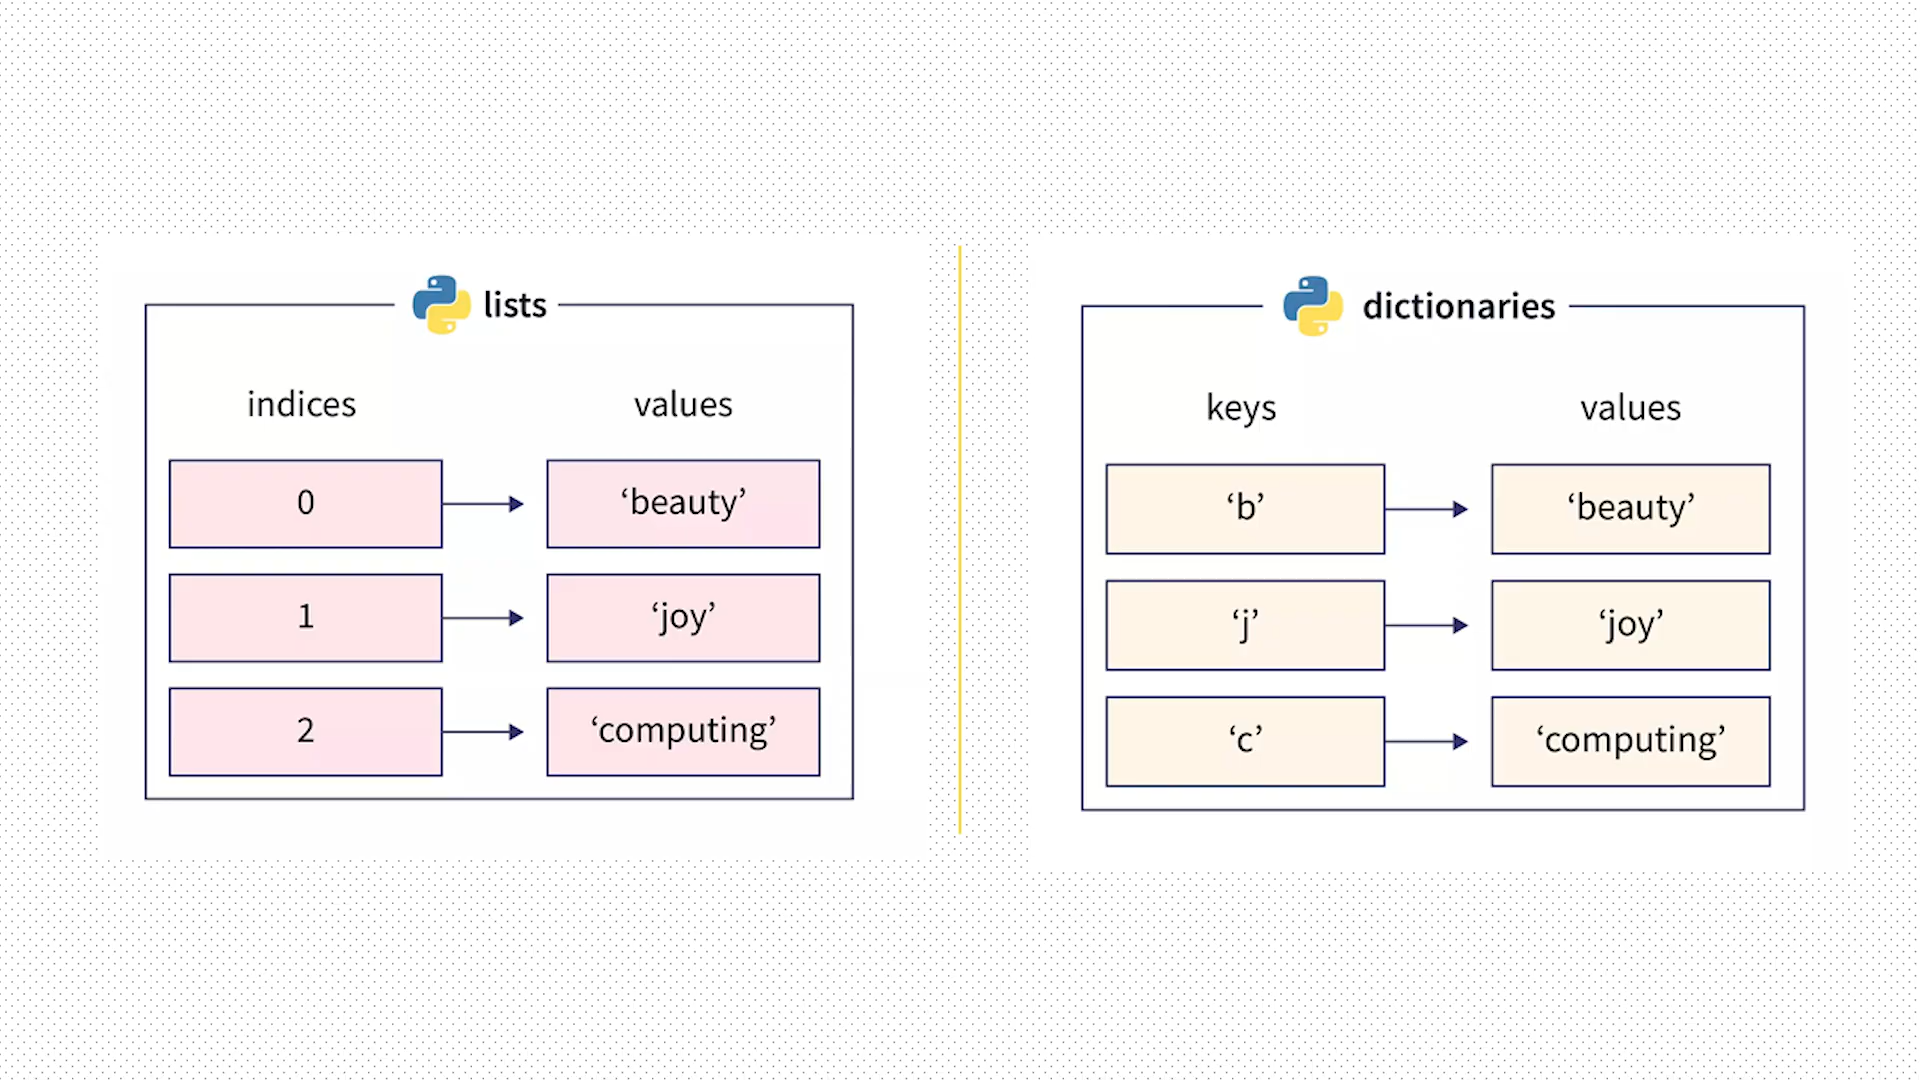 lists
indices values
0 ‘beauty’
1 ‘joy’
2 ‘computing’
dictionaries
keys values
‘b’ ‘beauty’
‘j’ ‘joy’
‘c’ ‘computing’